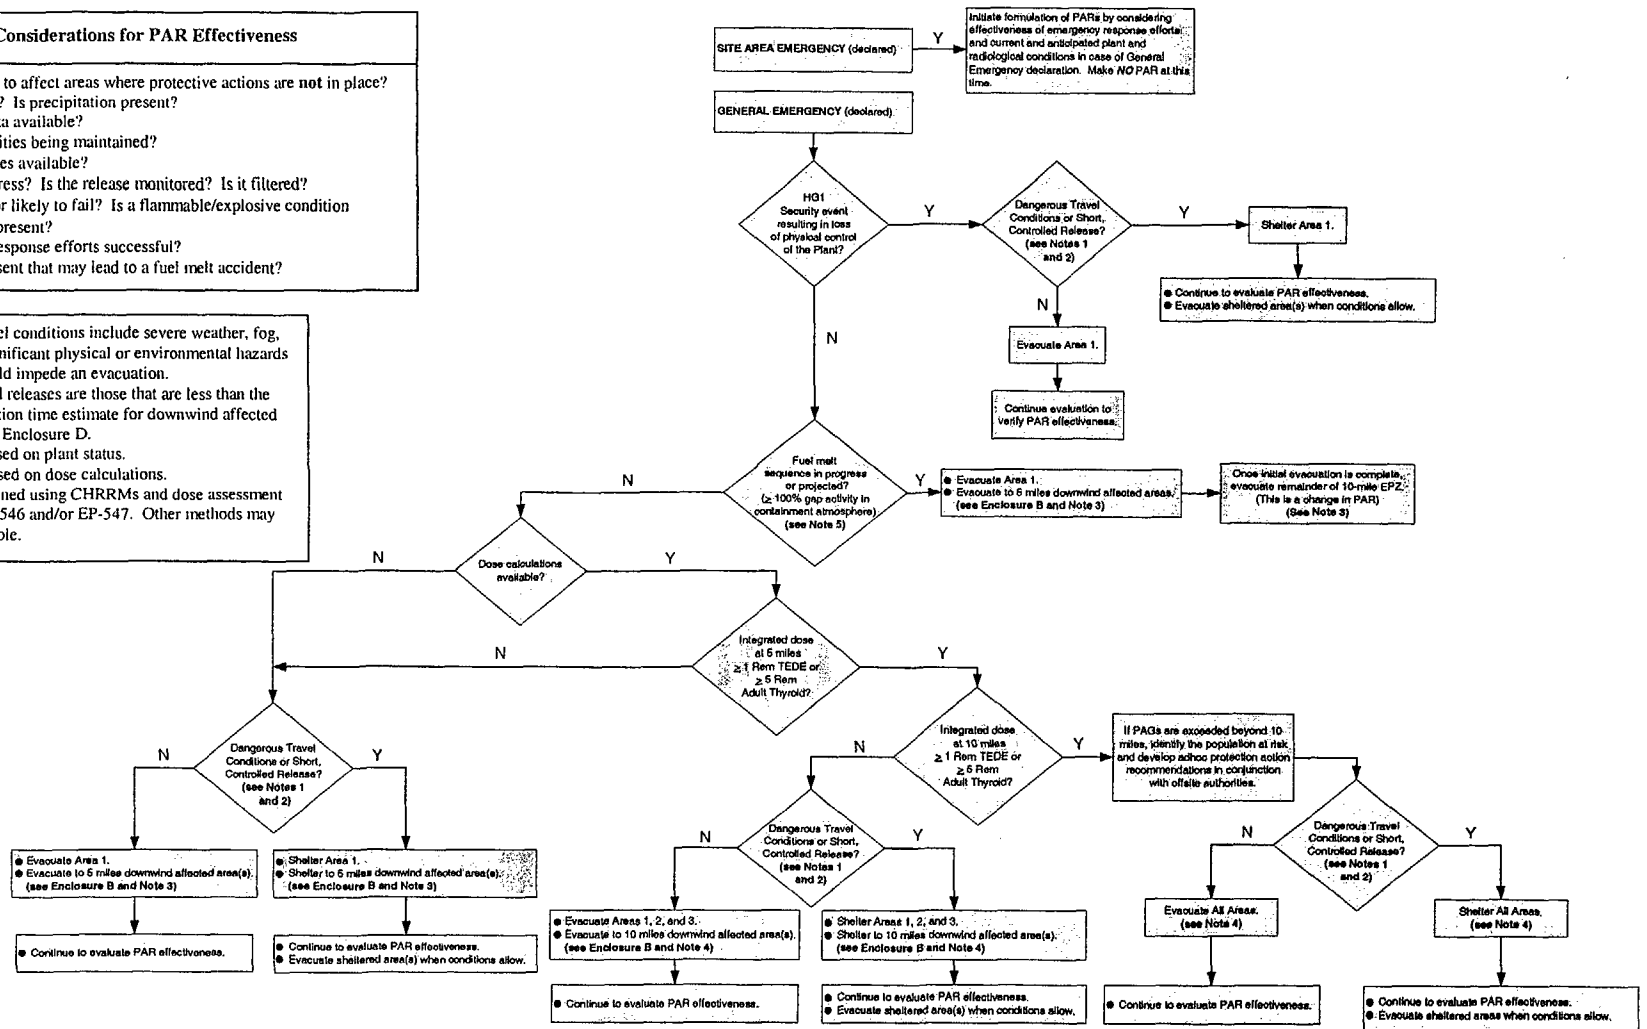 Considerations for PAR Effectiveness
to affect areas where protective actions are not in place?
? Is precipitation present?
a available?
ities being maintained?
es available?
ress? Is the release monitored? Is it filtered?
r likely to fail? Is a flammable/explosive condition
present?
esponse efforts successful?
sent that may lead to a fuel melt accident?
el conditions include severe weather, fog,
nificant physical or environmental hazards
ld impede an evacuation.
l releases are those that are less than the
tion time estimate for downwind affected
Enclosure D.
sed on plant status.
sed on dose calculations.
ned using CHRRMs and dose assessment
546 and/or EP-547. Other methods may
ble.
SITE AREA EMERGENCY (declared)
Y
Initiate formulation of PARs by considering
effectiveness of emergency response efforts
and current and anticipated plant and
radiological conditions in case of General
Emergency declaration. Make NO PAR at this
time.
GENERAL EMERGENCY (declared)
HG1
Security event
resulting in loss
of physical control
of the Plant?
Y
Dangerous Travel
Conditions or Short,
Controlled Release?
(see Notes 1
and 2)
Y
Shelter Area 1.
● Continue to evaluate PAR effectiveness.
● Evacuate sheltered area(s) when conditions allow.
N
Evacuate Area 1.
Continue evaluation to
verify PAR effectiveness.
N
Fuel melt
sequence in progress
or projected?
(≥ 100% gap activity in
containment atmosphere)
(see Note 5)
Y
● Evacuate Area 1.
● Evacuate to 5 miles downwind affected areas.
(see Enclosure B and Note 3)
Once initial evacuation is complete,
evacuate remainder of 10-mile EPZ
(This is a change in PAR)
(See Note 3)
N
Dose calculations
available?
N
Y
Integrated dose
at 5 miles
≥ 1 Rem TEDE or
≥ 5 Rem
Adult Thyroid?
N
Y
Integrated dose
at 10 miles
≥ 1 Rem TEDE or
≥ 5 Rem
Adult Thyroid?
N
Y
If PAGs are exceeded beyond 10
miles, identify the population at risk
and develop adhoc protection action
recommendations in conjunction
with offsite authorities.
Dangerous Travel
Conditions or Short,
Controlled Release?
(see Notes 1
and 2)
N
Y
● Evacuate Area 1.
● Evacuate to 5 miles downwind affected area(s).
(see Enclosure B and Note 3)
● Continue to evaluate PAR effectiveness.
● Shelter Area 1.
● Shelter to 5 miles downwind affected area(s).
(see Enclosure B and Note 3)
● Continue to evaluate PAR effectiveness.
● Evacuate sheltered area(s) when conditions allow.
Dangerous Travel
Conditions or Short,
Controlled Release?
(see Notes 1
and 2)
N
Y
● Evacuate Areas 1, 2, and 3.
● Evacuate to 10 miles downwind affected area(s).
(see Enclosure B and Note 4)
● Continue to evaluate PAR effectiveness.
● Shelter Areas 1, 2, and 3.
● Shelter to 10 miles downwind affected area(s).
(see Enclosure B and Note 4)
● Continue to evaluate PAR effectiveness.
● Evacuate sheltered area(s) when conditions allow.
Dangerous Travel
Conditions or Short,
Controlled Release?
(see Notes 1
and 2)
N
Y
Evacuate All Areas.
(see Note 4)
● Continue to evaluate PAR effectiveness.
Shelter All Areas.
(see Note 4)
● Continue to evaluate PAR effectiveness.
● Evacuate sheltered areas when conditions allow.